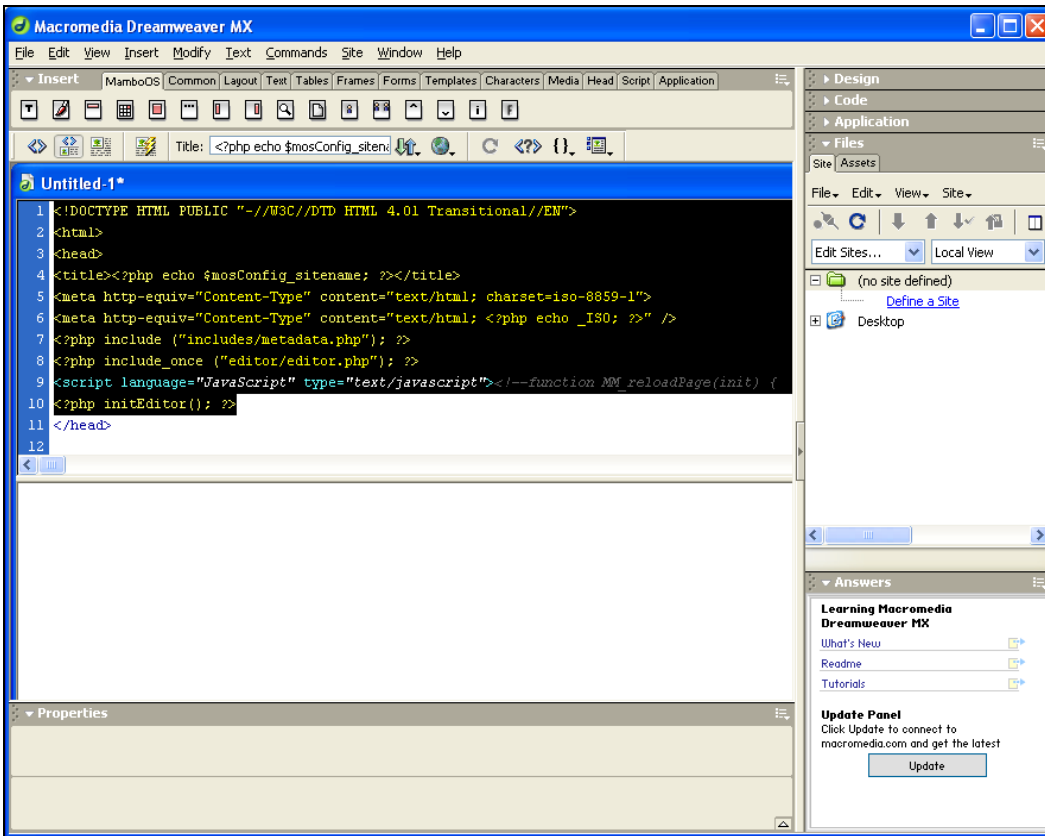 Macromedia Dreamweaver MX
File Edit View Insert Modify Text Commands Site Window Help
Insert MamboOS Common Layout Text Tables Frames Forms Templates Characters Media Head Script Application
Title: <?php echo $mosConfig_siten
Untitled-1*
1 <!DOCTYPE HTML PUBLIC "-//W3C//DTD HTML 4.01 Transitional//EN">
2 <html>
3 <head>
4 <title><?php echo $mosConfig_sitename; ?></title>
5 <meta http-equiv="Content-Type" content="text/html; charset=iso-8859-1">
6 <meta http-equiv="Content-Type" content="text/html; <?php echo _ISO; ?>" />
7 <?php include ("includes/metadata.php"); ?>
8 <?php include_once ("editor/editor.php"); ?>
9 <script language="JavaScript" type="text/javascript"><!--function MM_reloadPage(init) {
10 <?php initEditor(); ?>
11 </head>
12
Properties
Design
Code
Application
Files
Site Assets
File Edit View Site
Edit Sites... Local View
(no site defined)
Define a Site
Desktop
Answers
Learning Macromedia
Dreamweaver MX
What's New
Readme
Tutorials
Update Panel
Click Update to connect to
macromedia.com and get the latest
Update